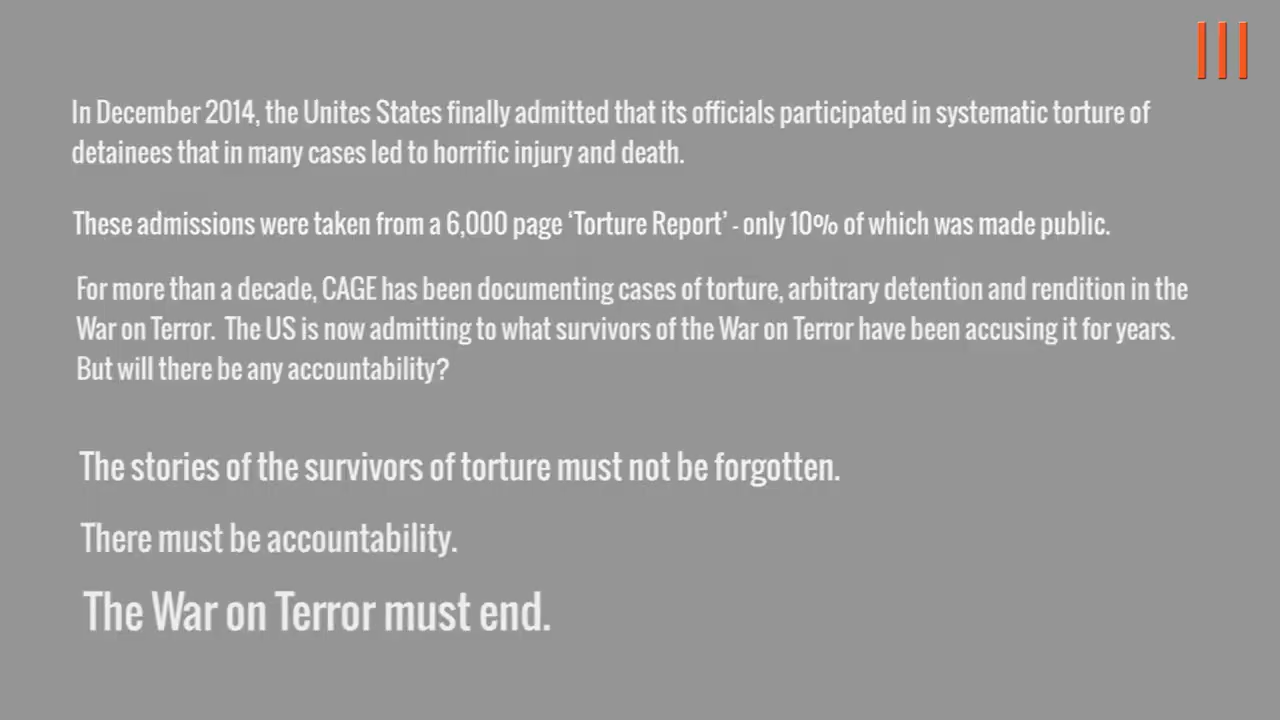 In December 2014, the Unites States finally admitted that its officials participated in systematic torture of
detainees that in many cases led to horrific injury and death.
These admissions were taken from a 6,000 page ‘Torture Report’ - only 10% of which was made public.
For more than a decade, CAGE has been documenting cases of torture, arbitrary detention and rendition in the
War on Terror.  The US is now admitting to what survivors of the War on Terror have been accusing it for years.
But will there be any accountability?
The stories of the survivors of torture must not be forgotten.
There must be accountability.
The War on Terror must end.